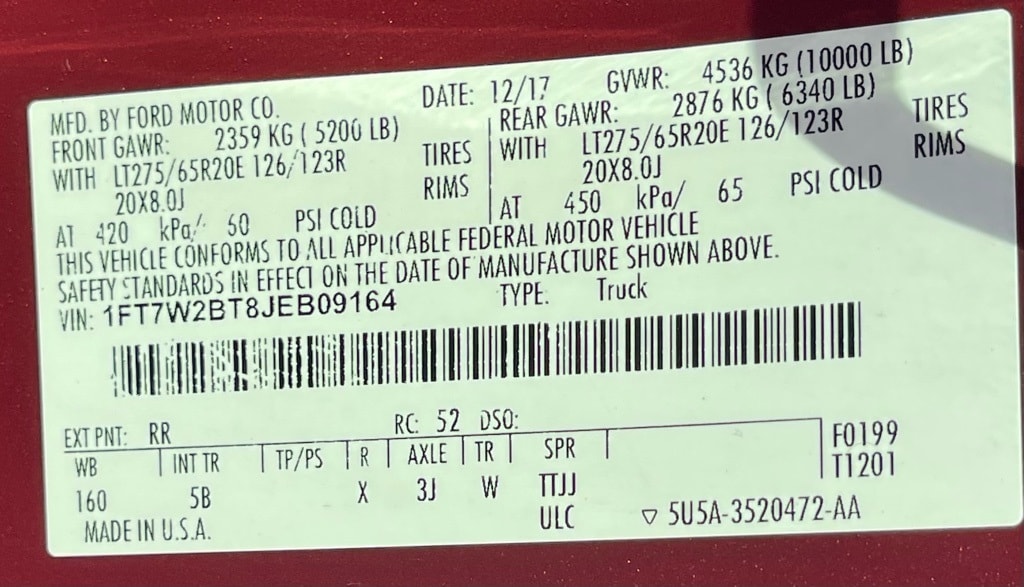 MFD. BY FORD MOTOR CO. DATE: 12/17 GVWR: 4536 KG (10000 LB)
FRONT GAWR: 2359 KG ( 5200 LB) REAR GAWR: 2876 KG ( 6340 LB)
WITH LT275/65R20E 126/123R TIRES WITH LT275/65R20E 126/123R TIRES
20X8.0J RIMS 20X8.0J RIMS
AT 420 kPa/ 60 PSI COLD AT 450 kPa/ 65 PSI COLD
THIS VEHICLE CONFORMS TO ALL APPLICABLE FEDERAL MOTOR VEHICLE
SAFETY STANDARDS IN EFFECT ON THE DATE OF MANUFACTURE SHOWN ABOVE.
VIN: 1FT7W2BT8JEB09164 TYPE: Truck
EXT PNT: RR RC: 52 DSO:
WB INT TR TP/PS R AXLE TR SPR F0199
160 5B X 3J W TTJJ T1201
MADE IN U.S.A. ULC ▽ 5U5A-3520472-AA